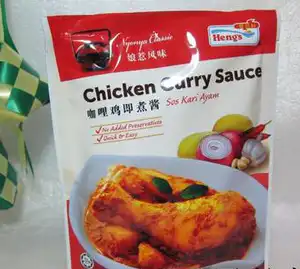 Nyonya Classic
娘惹风味
Heng's
Chicken Curry Sauce
咖哩鸡即煮酱
Sos Kari Ayam
No Added Preservatives
Quick & Easy